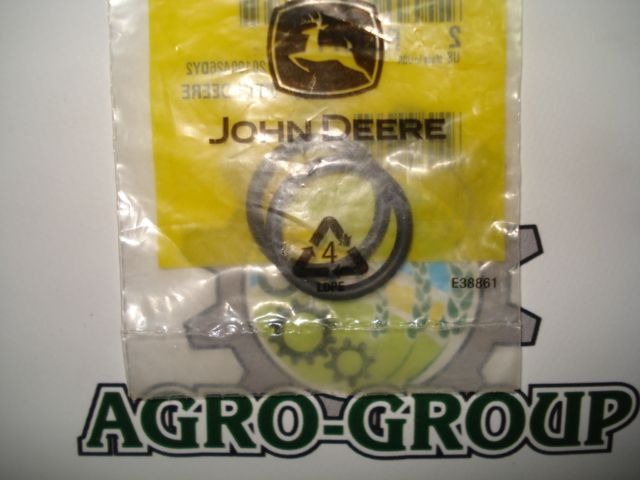 JOHN DEERE
4
LDPE
E38861
AGRO-GROUP